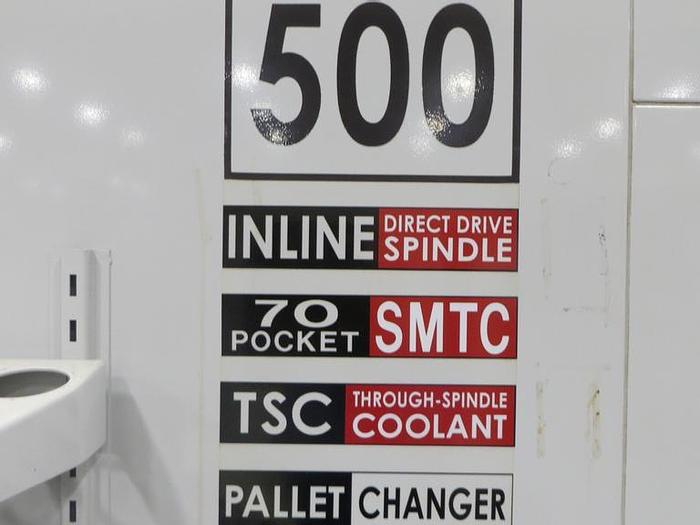 500
INLINE DIRECT DRIVE SPINDLE
70 POCKET SMTC
TSC THROUGH-SPINDLE COOLANT
PALLET CHANGER